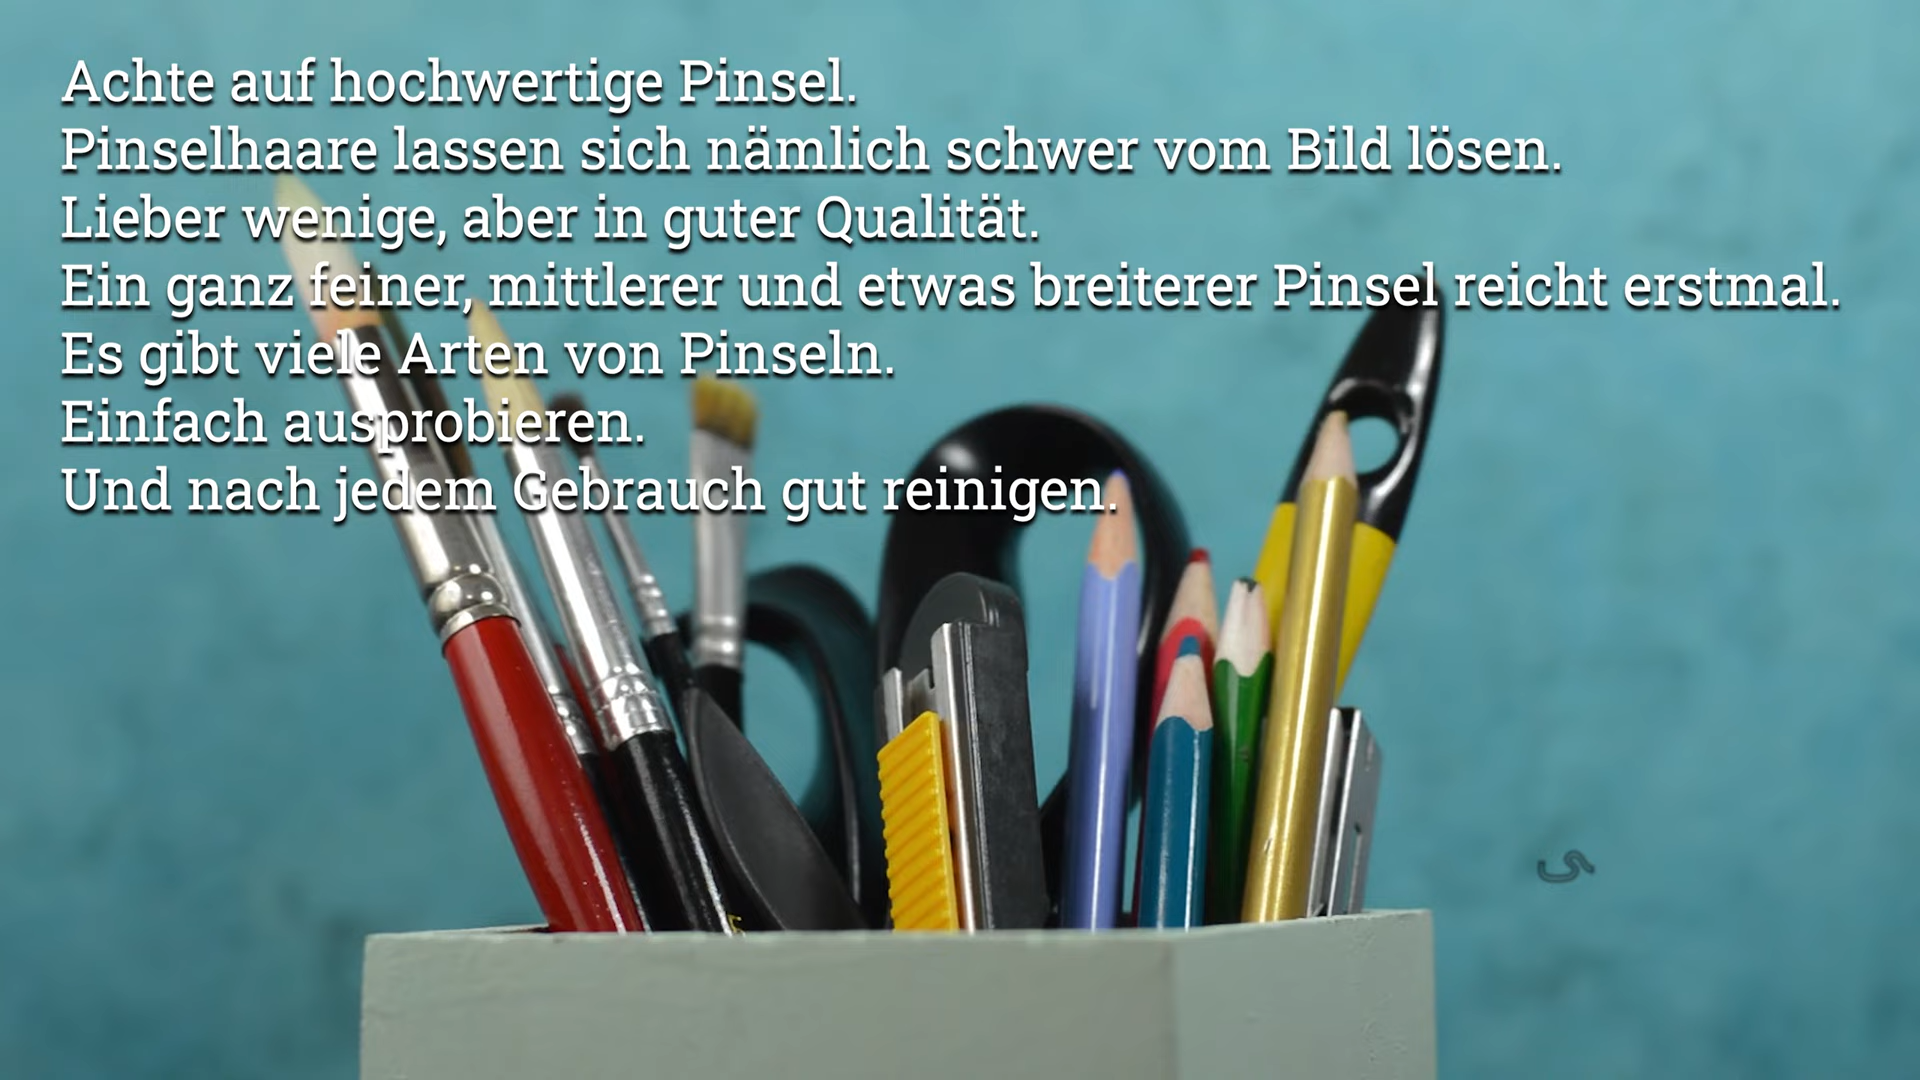 Achte auf hochwertige Pinsel.
Pinselhaare lassen sich nämlich schwer vom Bild lösen.
Lieber wenige, aber in guter Qualität.
Ein ganz feiner, mittlerer und etwas breiterer Pinsel reicht erstmal.
Es gibt viele Arten von Pinseln.
Einfach ausprobieren.
Und nach jedem Gebrauch gut reinigen.